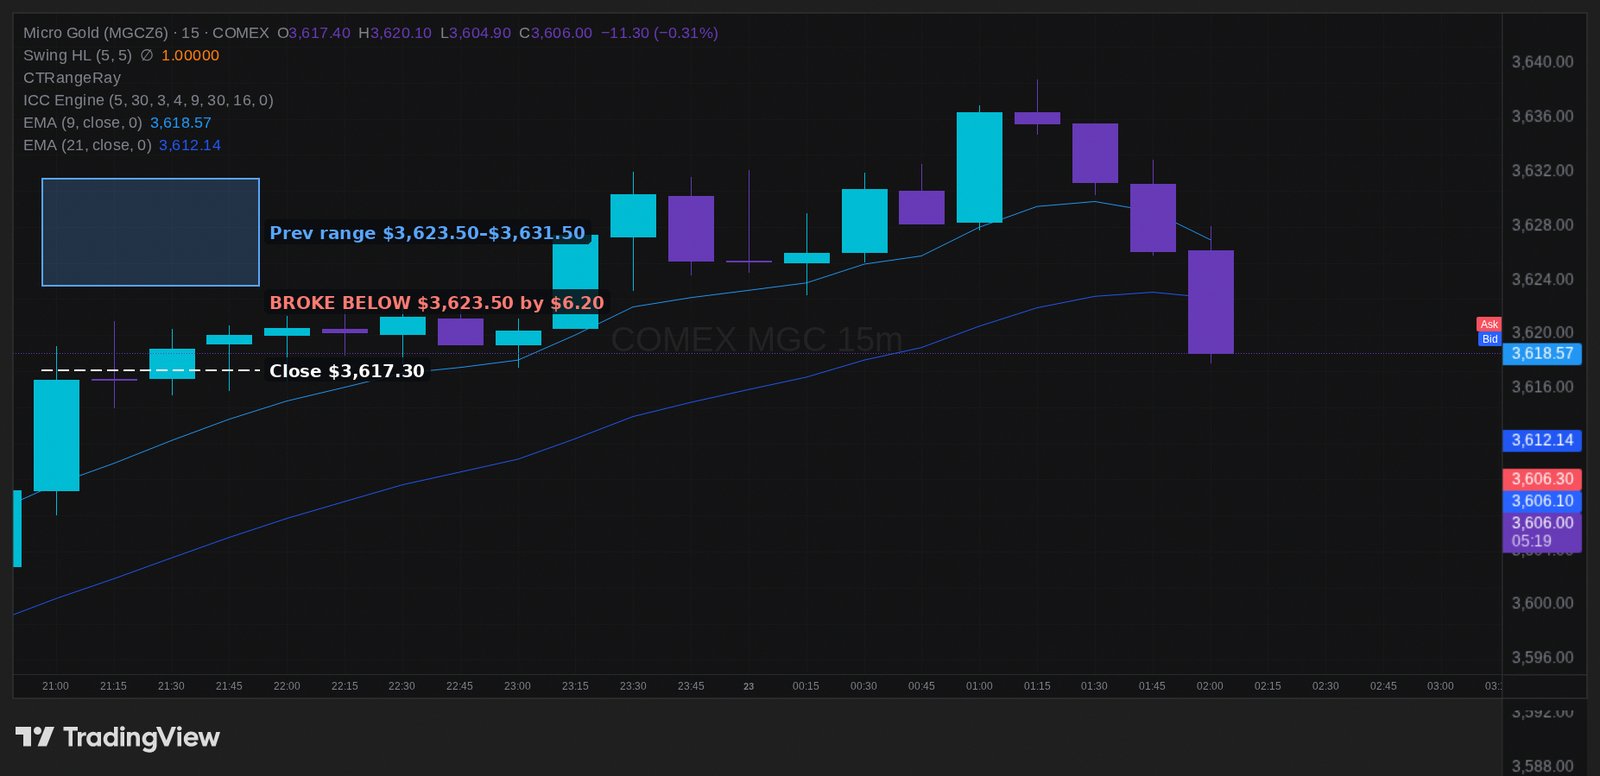 Micro Gold (MGCZ6) · 15 · COMEX O3,617.40 H3,620.10 L3,604.90 C3,606.00 −11.30 (−0.31%)
Swing HL (5, 5) ∅ 1.00000
CTRangeRay
ICC Engine (5, 30, 3, 4, 9, 30, 16, 0)
EMA (9, close, 0) 3,618.57
EMA (21, close, 0) 3,612.14
Prev range $3,623.50–$3,631.50
BROKE BELOW $3,623.50 by $6.20
Close $3,617.30
COMEX MGC 15m
3,640.00
3,636.00
3,632.00
3,628.00
3,624.00
Ask
3,620.00
Bid
3,618.57
3,616.00
3,612.14
3,606.30
3,606.10
3,606.00
05:19
3,600.00
3,596.00
21:00 21:15 21:30 21:45 22:00 22:15 22:30 22:45 23:00 23:15 23:30 23:45 23 00:15 00:30 00:45 01:00 01:15 01:30 01:45 02:00 02:15 02:30 02:45 03:00
3,592.00
TradingView
3,588.00